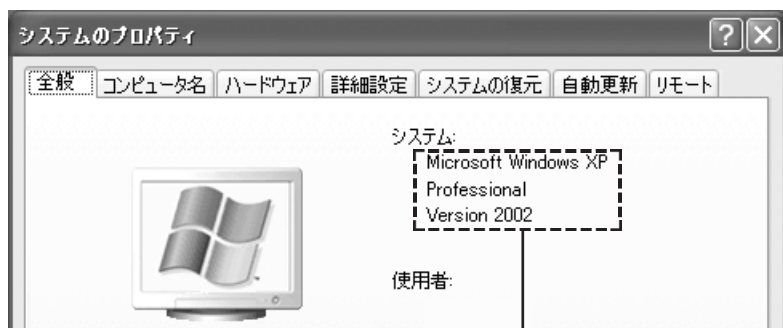 システムのプロパティ
全般 コンピュータ名 ハードウェア 詳細設定 システムの復元 自動更新 リモート
システム:
Microsoft Windows XP
Professional
Version 2002
使用者: